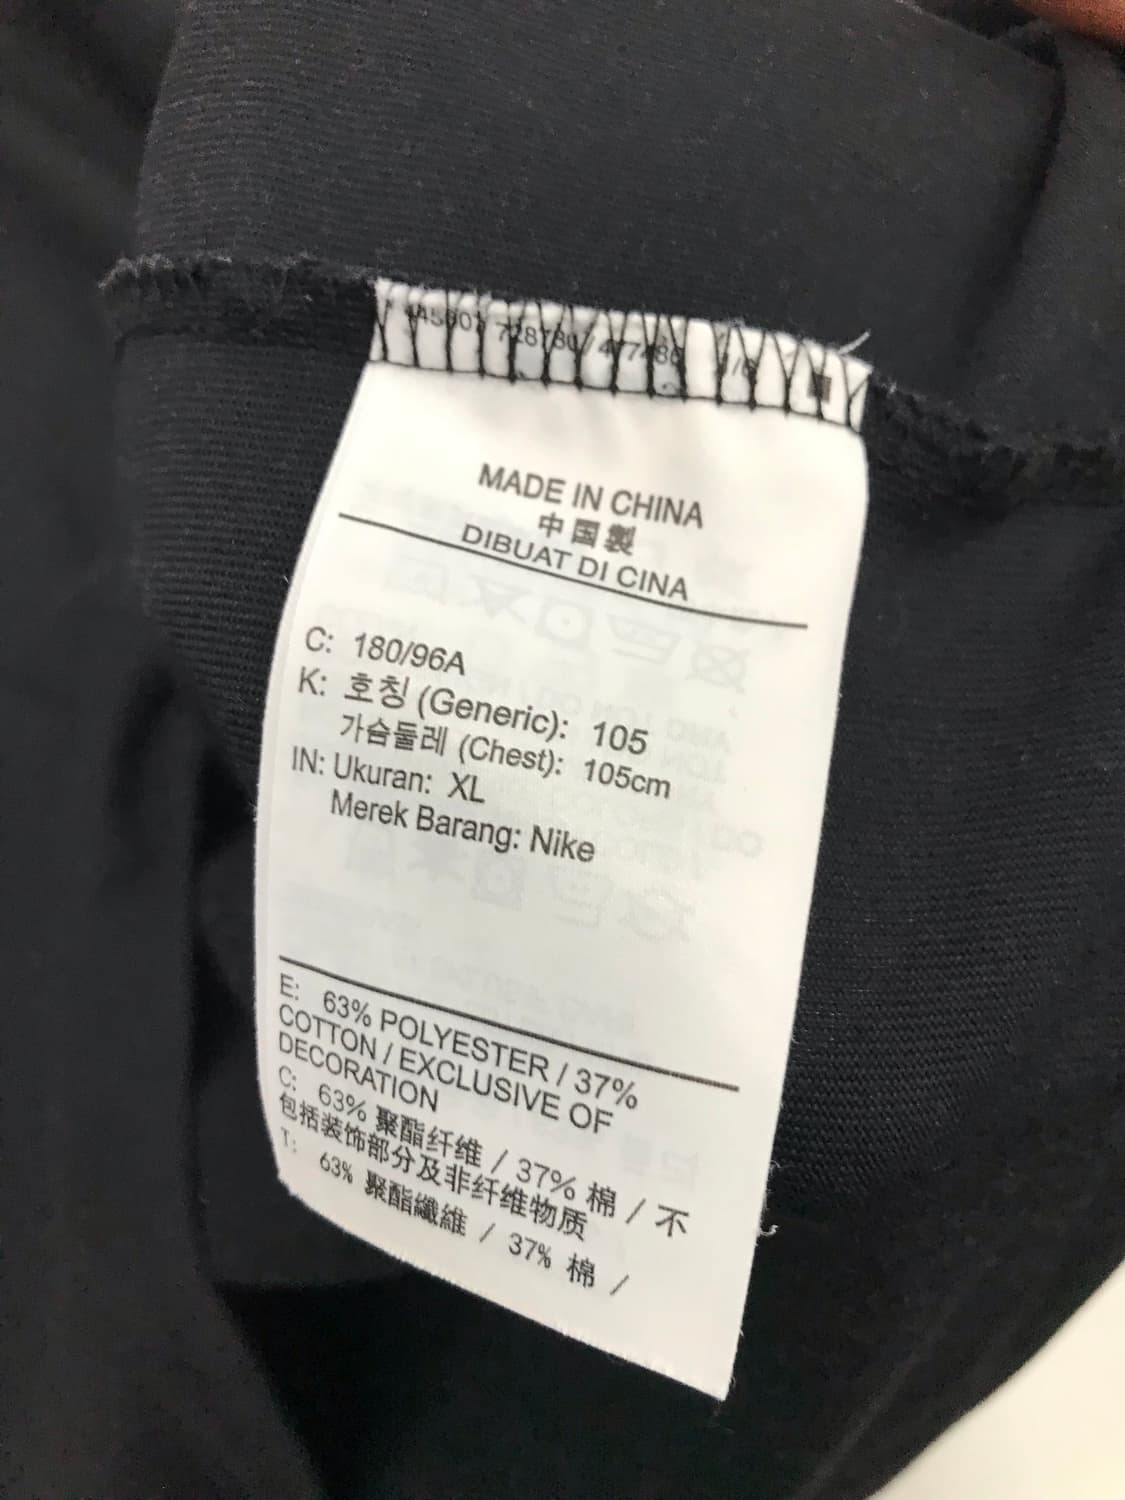 MADE IN CHINA
中国製
DIBUAT DI CINA
C: 180/96A
K: 호칭 (Generic): 105
가슴둘레 (Chest): 105cm
IN: Ukuran: XL
Merek Barang: Nike
E: 63% POLYESTER / 37%
COTTON / EXCLUSIVE OF
DECORATION
C: 63% 聚酯纤维 / 37% 棉 / 不
包括装饰部分及非纤维物质
T: 63% 聚酯纖維 / 37% 棉 /